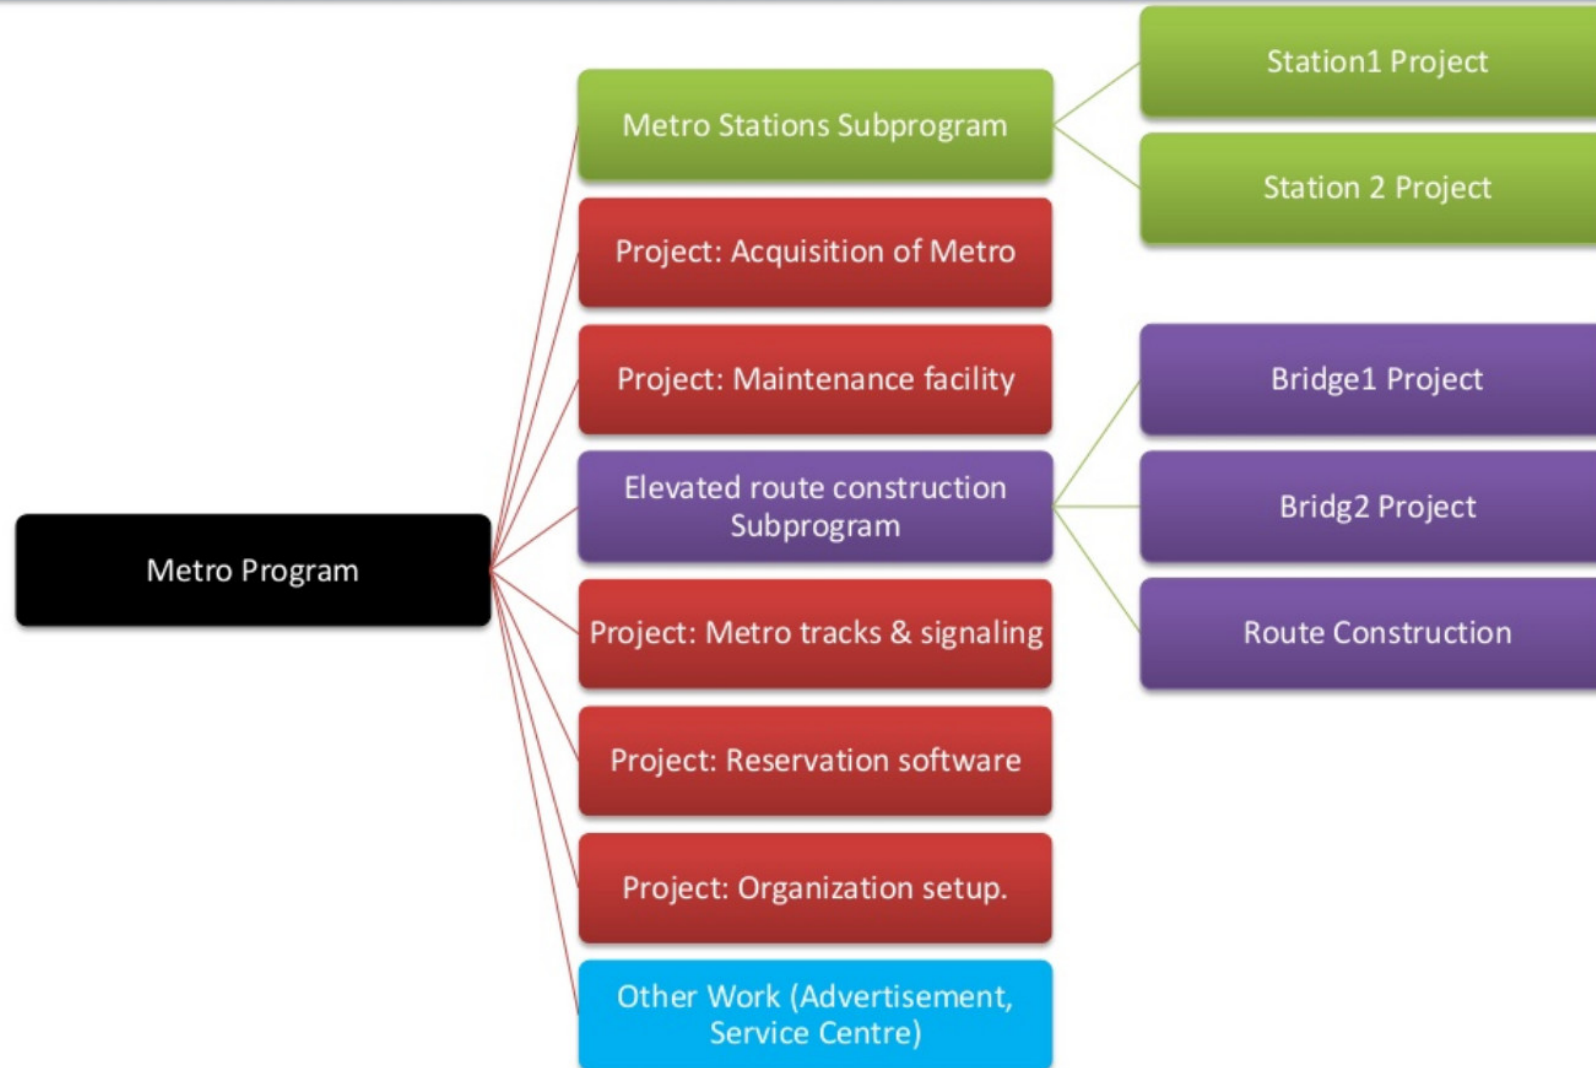 Metro Program
Metro Stations Subprogram
Project: Acquisition of Metro
Project: Maintenance facility
Elevated route construction
Subprogram
Project: Metro tracks & signaling
Project: Reservation software
Project: Organization setup.
Other Work (Advertisement,
Service Centre)
Station1 Project
Station 2 Project
Bridge1 Project
Bridg2 Project
Route Construction